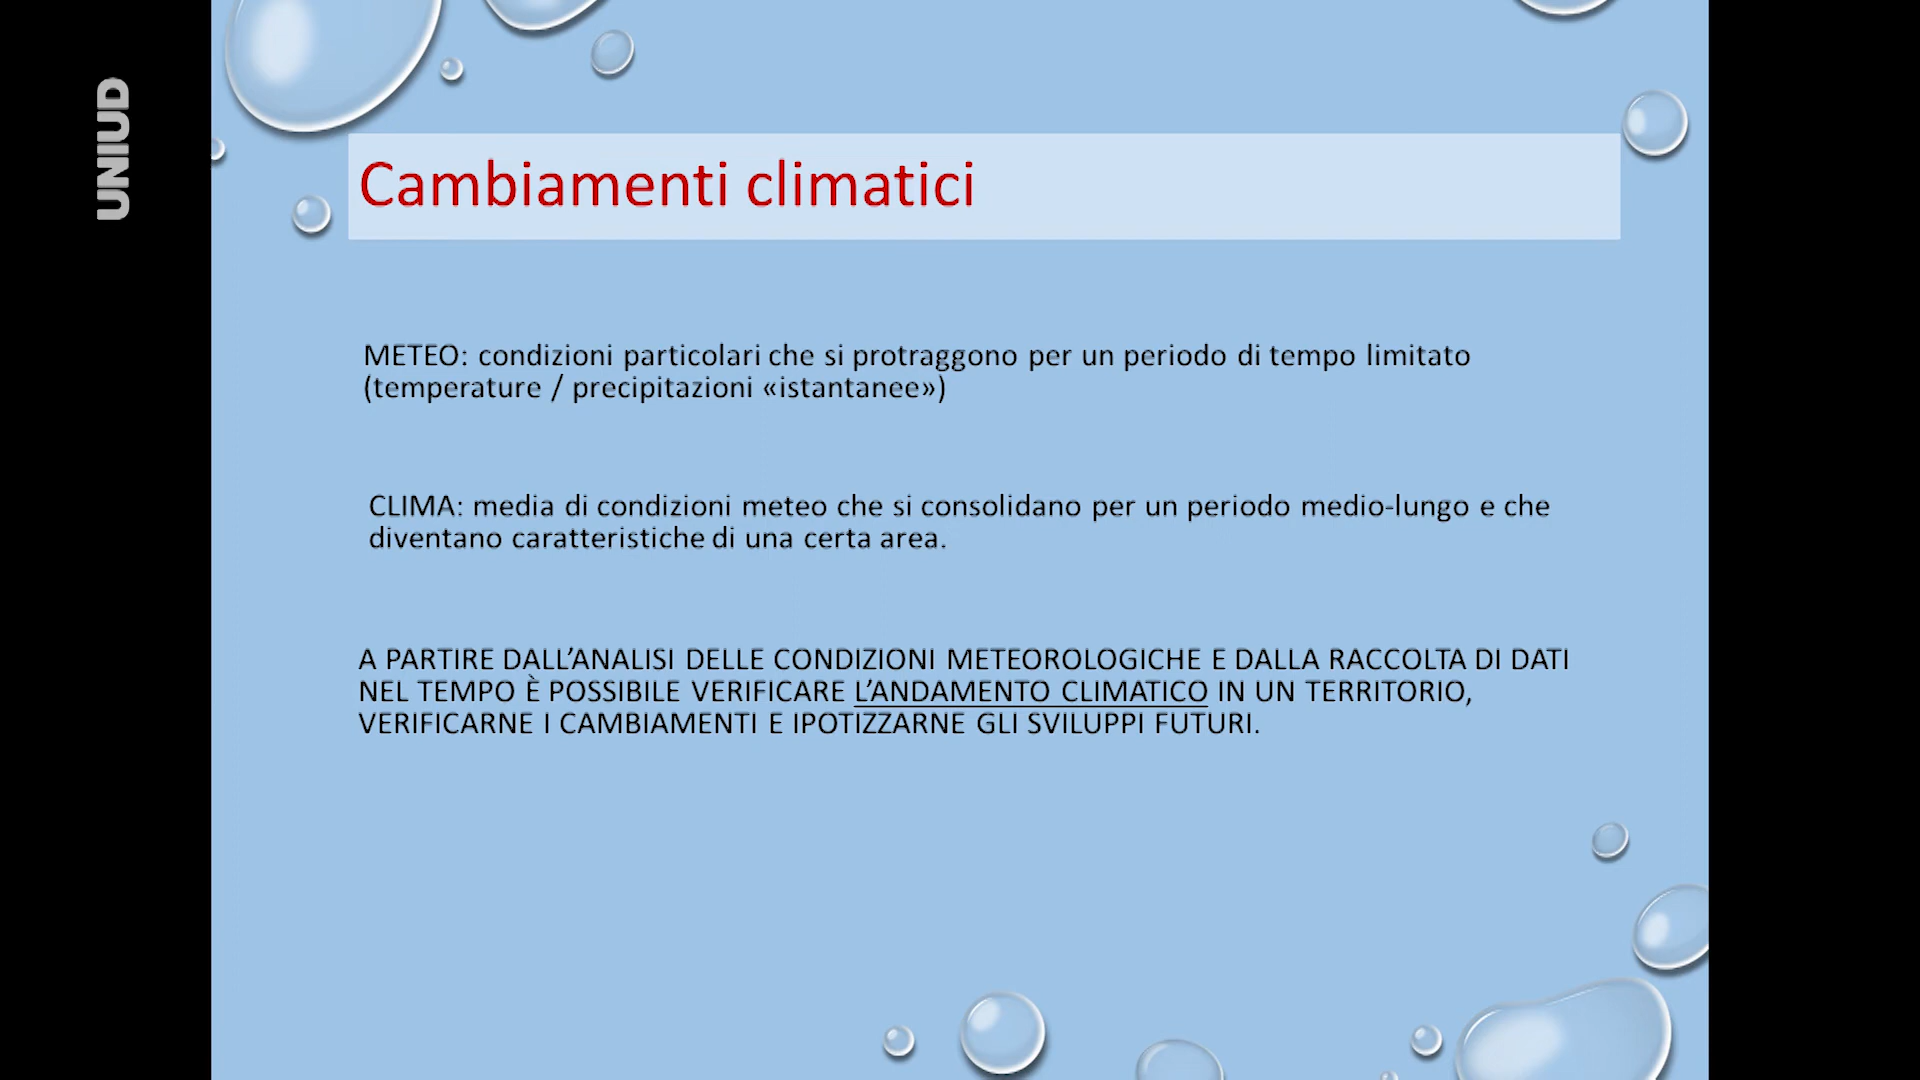 UNIUD
Cambiamenti climatici
METEO: condizioni particolari che si protraggono per un periodo di tempo limitato
(temperature / precipitazioni «istantanee»)
CLIMA: media di condizioni meteo che si consolidano per un periodo medio-lungo e che
diventano caratteristiche di una certa area.
A PARTIRE DALL’ANALISI DELLE CONDIZIONI METEOROLOGICHE E DALLA RACCOLTA DI DATI
NEL TEMPO È POSSIBILE VERIFICARE L’ANDAMENTO CLIMATICO IN UN TERRITORIO,
VERIFICARNE I CAMBIAMENTI E IPOTIZZARNE GLI SVILUPPI FUTURI.